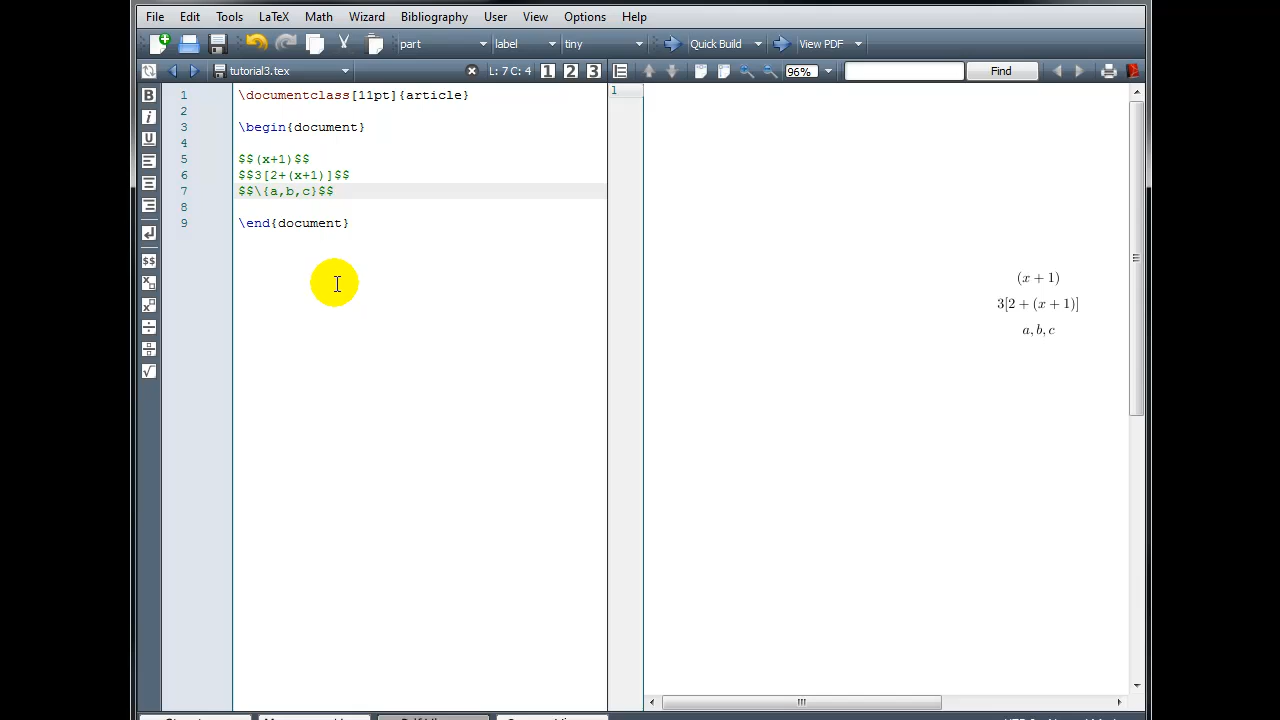 File Edit Tools LaTeX Math Wizard Bibliography User View Options Help
part label tiny Quick Build View PDF
tutorial3.tex L: 7 C: 4 1 2 3 96% Find
1 \documentclass[11pt]{article}
2
3 \begin{document}
4
5 $$(x+1)$$
6 $$3[2+(x+1)]$$
7 $$\{a,b,c}$$
8
9 \end{document}
B
i
U
$$
1
(x + 1)
3[2 + (x + 1)]
a, b, c